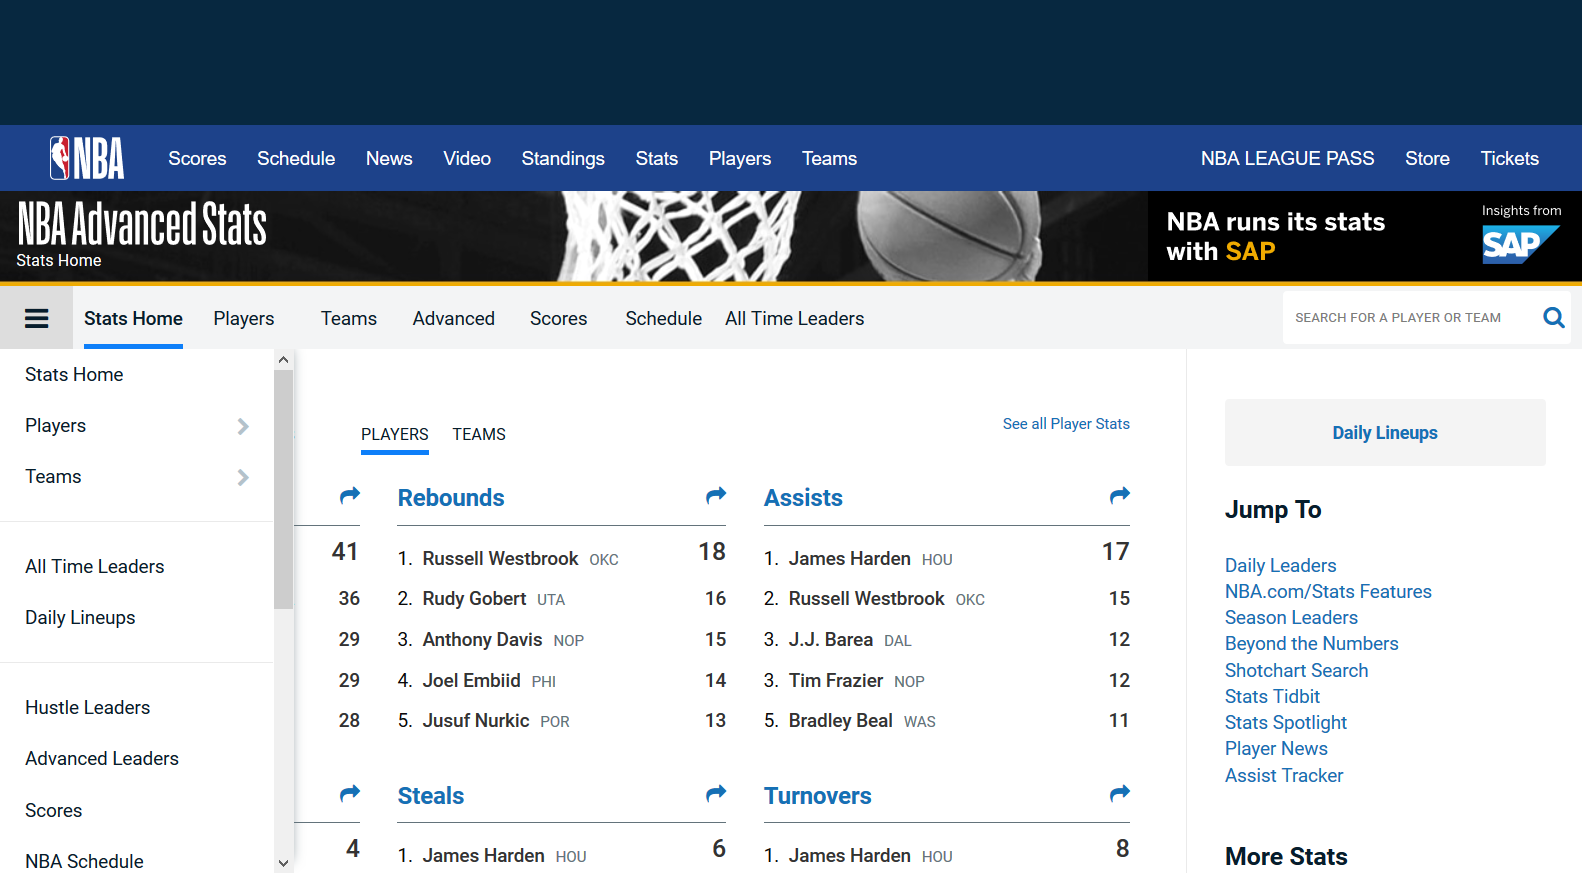 NBA
Scores Schedule News Video Standings Stats Players Teams NBA LEAGUE PASS Store Tickets
NBA Advanced Stats
Stats Home
NBA runs its stats
with SAP
Insights from
SAP
Stats Home Players Teams Advanced Scores Schedule All Time Leaders SEARCH FOR A PLAYER OR TEAM
Stats Home
Players
Teams
All Time Leaders
Daily Lineups
Hustle Leaders
Advanced Leaders
Scores
NBA Schedule
PLAYERS TEAMS See all Player Stats
41
36
29
29
28
4
Rebounds
1. Russell Westbrook OKC 18
2. Rudy Gobert UTA 16
3. Anthony Davis NOP 15
4. Joel Embiid PHI 14
5. Jusuf Nurkic POR 13
Assists
1. James Harden HOU 17
2. Russell Westbrook OKC 15
3. J.J. Barea DAL 12
3. Tim Frazier NOP 12
5. Bradley Beal WAS 11
Steals
1. James Harden HOU 6
Turnovers
1. James Harden HOU 8
Daily Lineups
Jump To
Daily Leaders
NBA.com/Stats Features
Season Leaders
Beyond the Numbers
Shotchart Search
Stats Tidbit
Stats Spotlight
Player News
Assist Tracker
More Stats